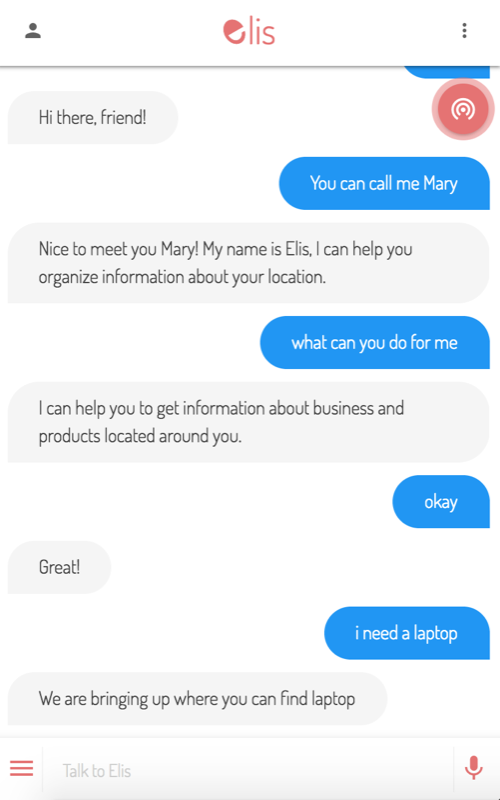 elis
Hi there, friend!
You can call me Mary
Nice to meet you Mary! My name is Elis, I can help you
organize information about your location.
what can you do for me
I can help you to get information about business and
products located around you.
okay
Great!
i need a laptop
We are bringing up where you can find laptop
Talk to Elis